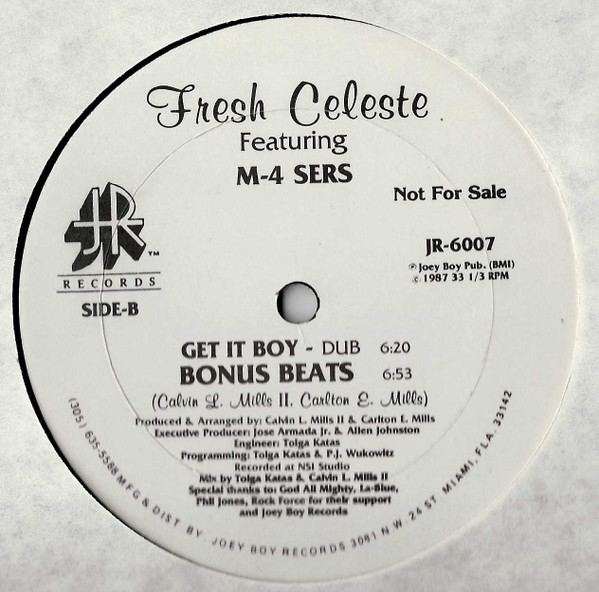 Fresh Celeste
Featuring
M-4 SERS
Not For Sale
JR
TM
RECORDS
SIDE-B
JR-6007
℗ Joey Boy Pub. (BMI)
© 1987 33 1/3 RPM
GET IT BOY - DUB 6:20
BONUS BEATS 6:53
(Calvin L. Mills II. Carlton E. Mills)
Produced & Arranged by: Calvin L. Mills II & Carlton E. Mills
Executive Producer: Jose Armada Jr. & Allen Johnston
Engineer: Tolga Katas
Programming: Tolga Katas & P.J. Wukowitz
Recorded at NSI Studio
Mix by Tolga Katas & Calvin L. Mills II
Special thanks to: God All Mighty, La-Blue,
Phil Jones, Rock Force for their support
and Joey Boy Records
(305) 635-5588 MFG & DIST BY JOEY BOY RECORDS 3081 N.W. 24 ST. MIAMI, FLA. 33142